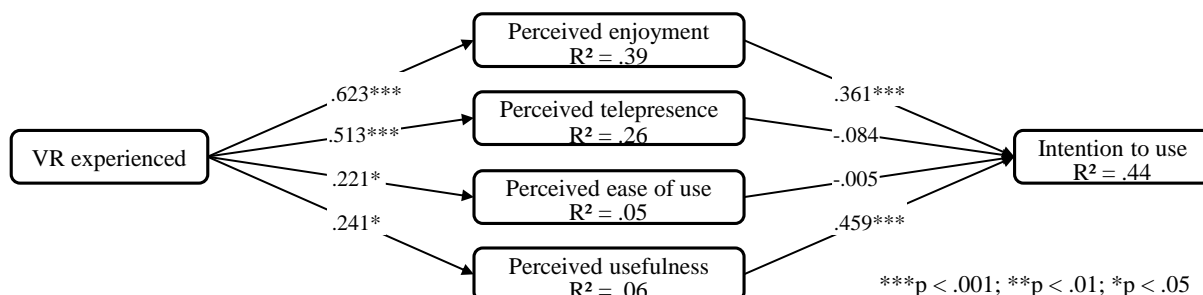 Perceived enjoyment
R² = .39
.623***
.361***
Perceived telepresence
R² = .26
.513***
-.084
VR experienced
Intention to use
R² = .44
.221*
-.005
Perceived ease of use
R² = .05
.241*
.459***
Perceived usefulness
R² = .06
***p < .001; **p < .01; *p < .05